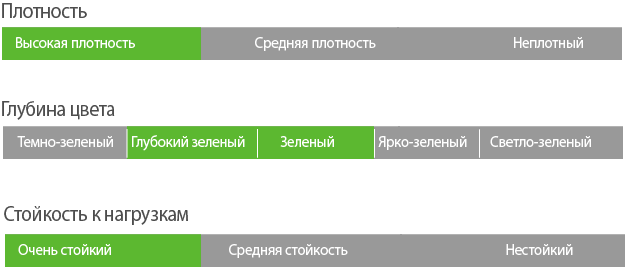 Плотность
Высокая плотность Средняя плотность Неплотный
Глубина цвета
Темно-зеленый Глубокий зеленый Зеленый Ярко-зеленый Светло-зеленый
Стойкость к нагрузкам
Очень стойкий Средняя стойкость Нестойкий